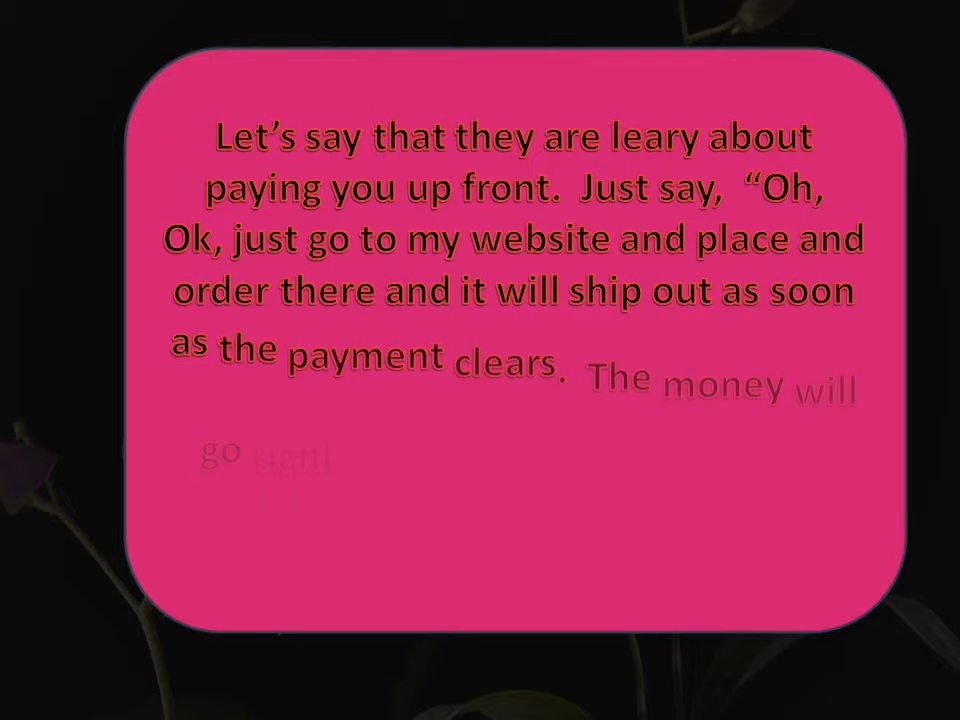 Let’s say that they are leary about
paying you up front.  Just say,  “Oh,
Ok, just go to my website and place and
order there and it will ship out as soon
as the payment clears.  The money will
go right